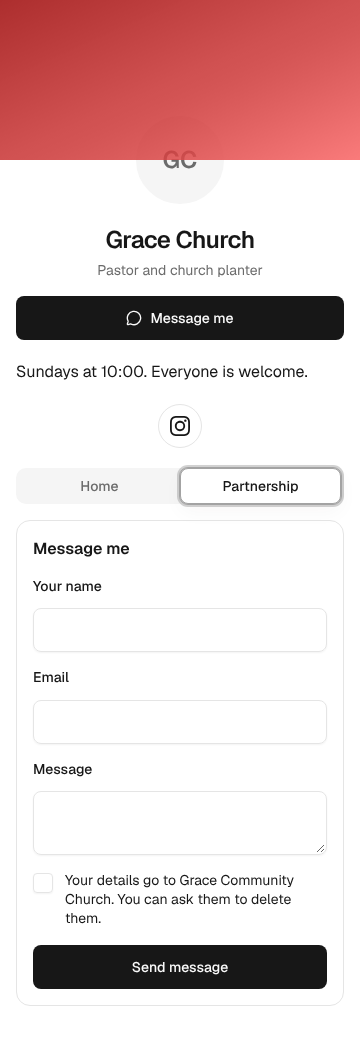 GC
Grace Church
Pastor and church planter
Message me
Sundays at 10:00. Everyone is welcome.
Home
Partnership
Message me
Your name
Email
Message
Your details go to Grace Community
Church. You can ask them to delete
them.
Send message